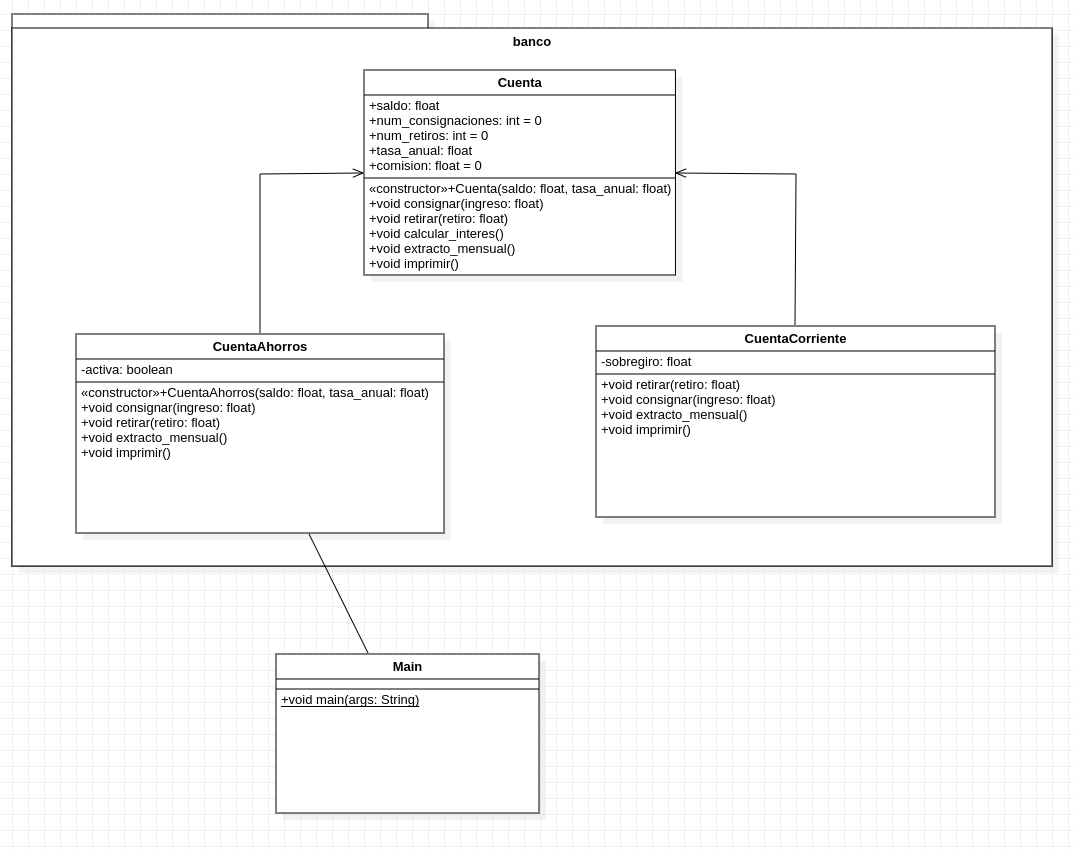 banco
Cuenta
+saldo: float
+num_consignaciones: int = 0
+num_retiros: int = 0
+tasa_anual: float
+comision: float = 0
«constructor»+Cuenta(saldo: float, tasa_anual: float)
+void consignar(ingreso: float)
+void retirar(retiro: float)
+void calcular_interes()
+void extracto_mensual()
+void imprimir()
CuentaAhorros
-activa: boolean
«constructor»+CuentaAhorros(saldo: float, tasa_anual: float)
+void consignar(ingreso: float)
+void retirar(retiro: float)
+void extracto_mensual()
+void imprimir()
CuentaCorriente
-sobregiro: float
+void retirar(retiro: float)
+void consignar(ingreso: float)
+void extracto_mensual()
+void imprimir()
Main
+void main(args: String)